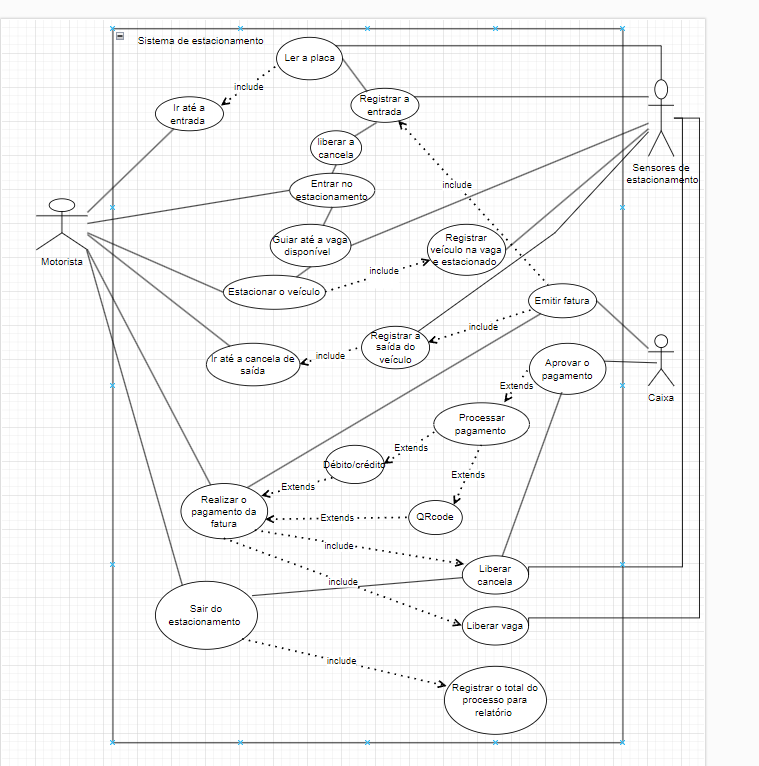 Sistema de estacionamento
Ler a placa
include
Ir até a
entrada
Registrar a
entrada
liberar a
cancela
Sensores de
estacionamento
Entrar no
estacionamento
include
Motorista
Guiar até a vaga
disponível
Registrar
veículo na vaga
e estacionado
include
Estacionar o veículo
Emitir fatura
include
Registrar a
saída do
veículo
include
Ir até a cancela de
saída
Aprovar o
pagamento
Caixa
Extends
Processar
pagamento
Extends
Débito/crédito
Extends
Extends
Realizar o
pagamento da
fatura
Extends
QRcode
include
Liberar
cancela
include
Sair do
estacionamento
Liberar vaga
include
Registrar o total do
processo para
relatório